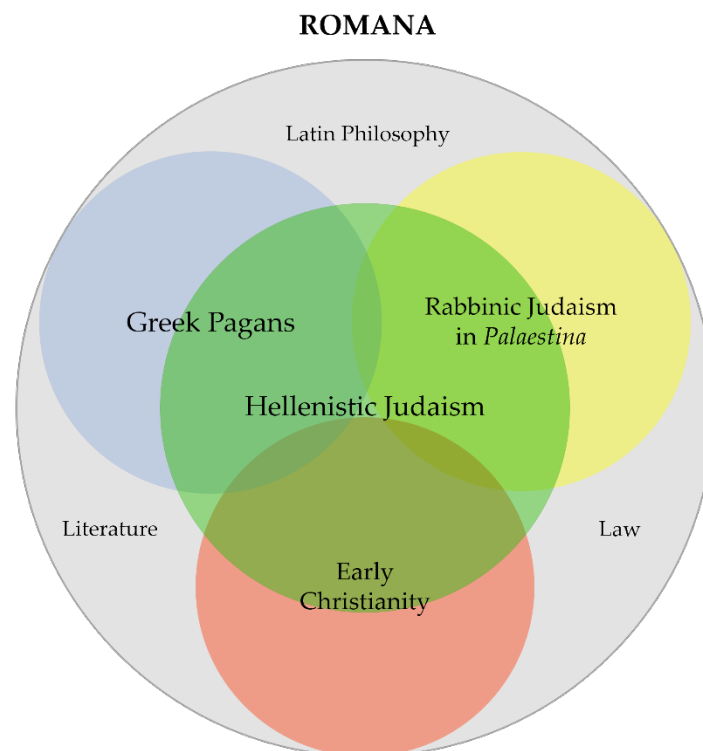 ROMANA
Latin Philosophy
Greek Pagans
Rabbinic Judaism
in Palaestina
Hellenistic Judaism
Literature
Law
Early
Christianity